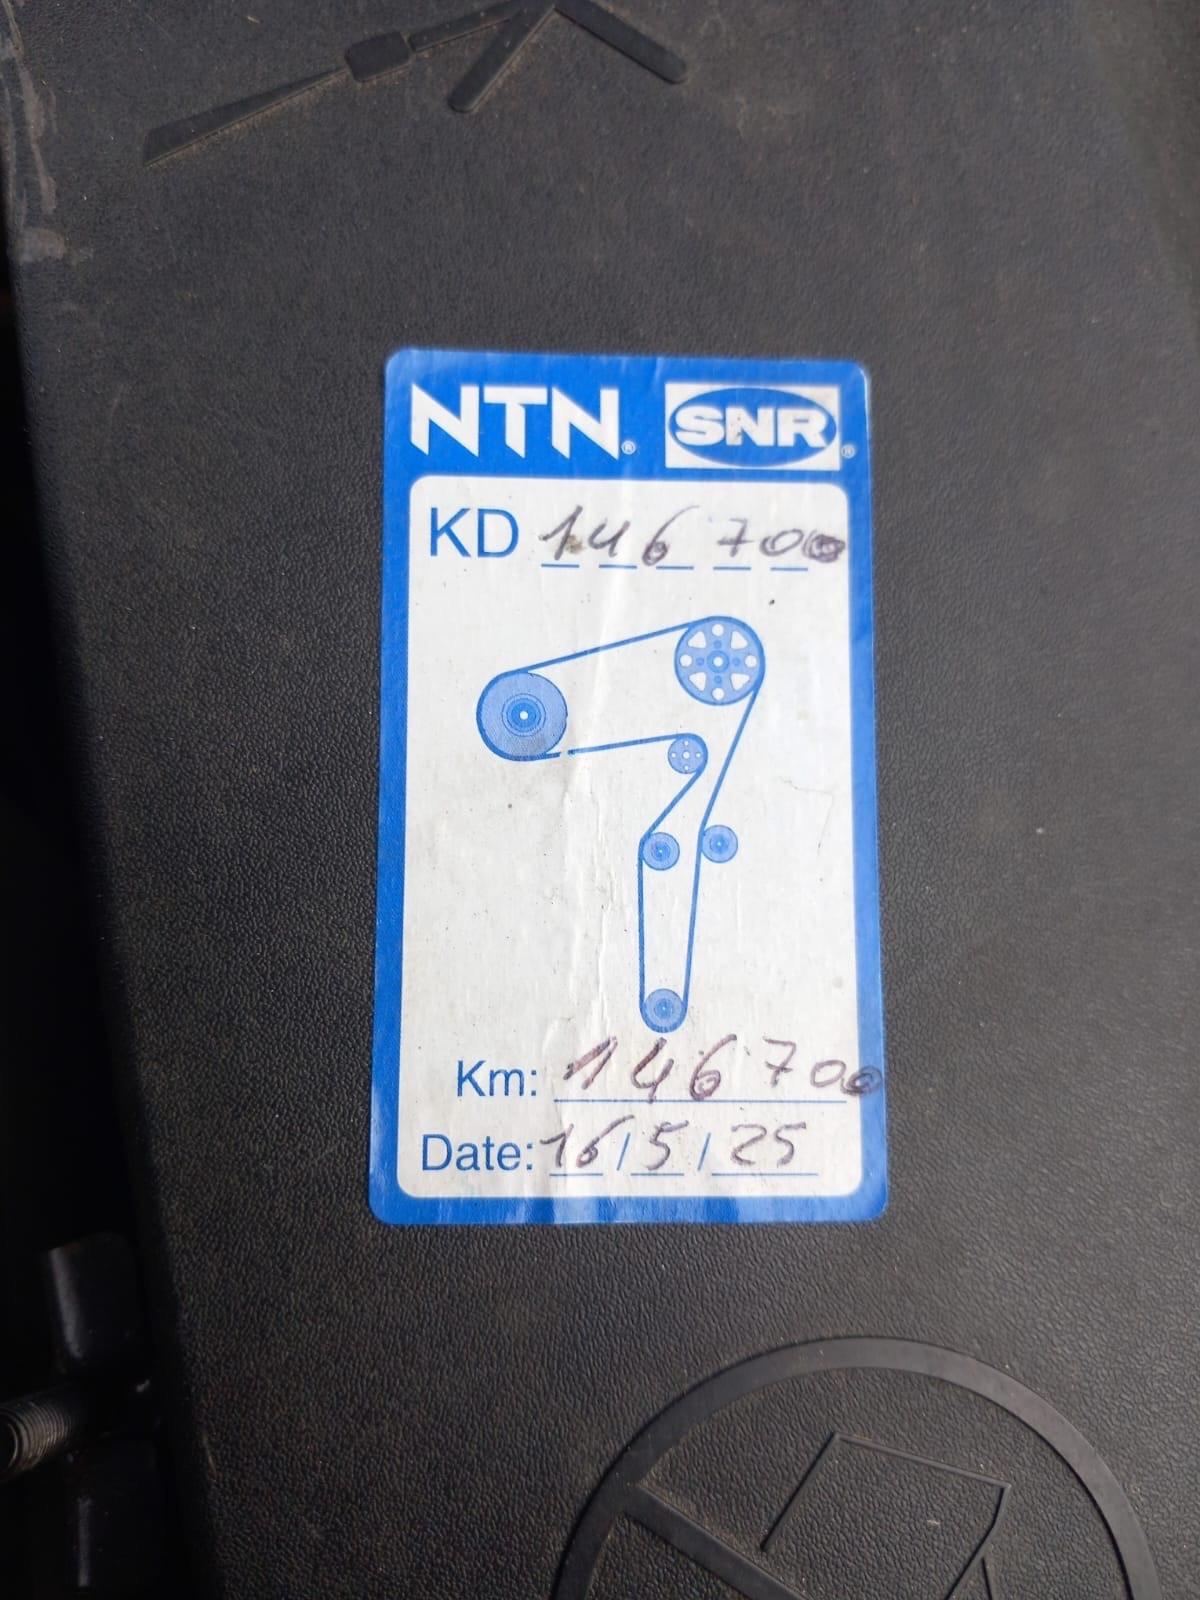 NTN® SNR®
KD 146700
Km: 146700
Date: 16/5/25